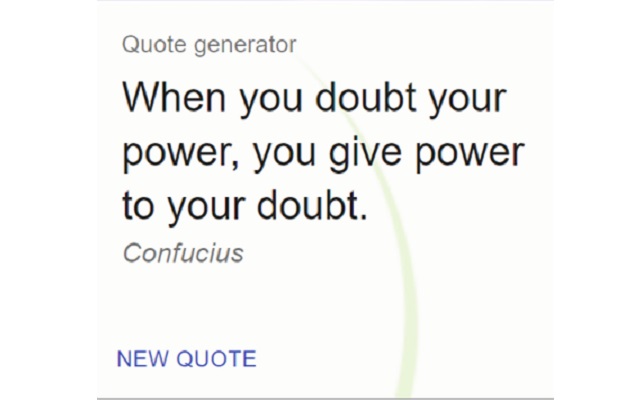 Quote generator
When you doubt your
power, you give power
to your doubt.
Confucius
NEW QUOTE